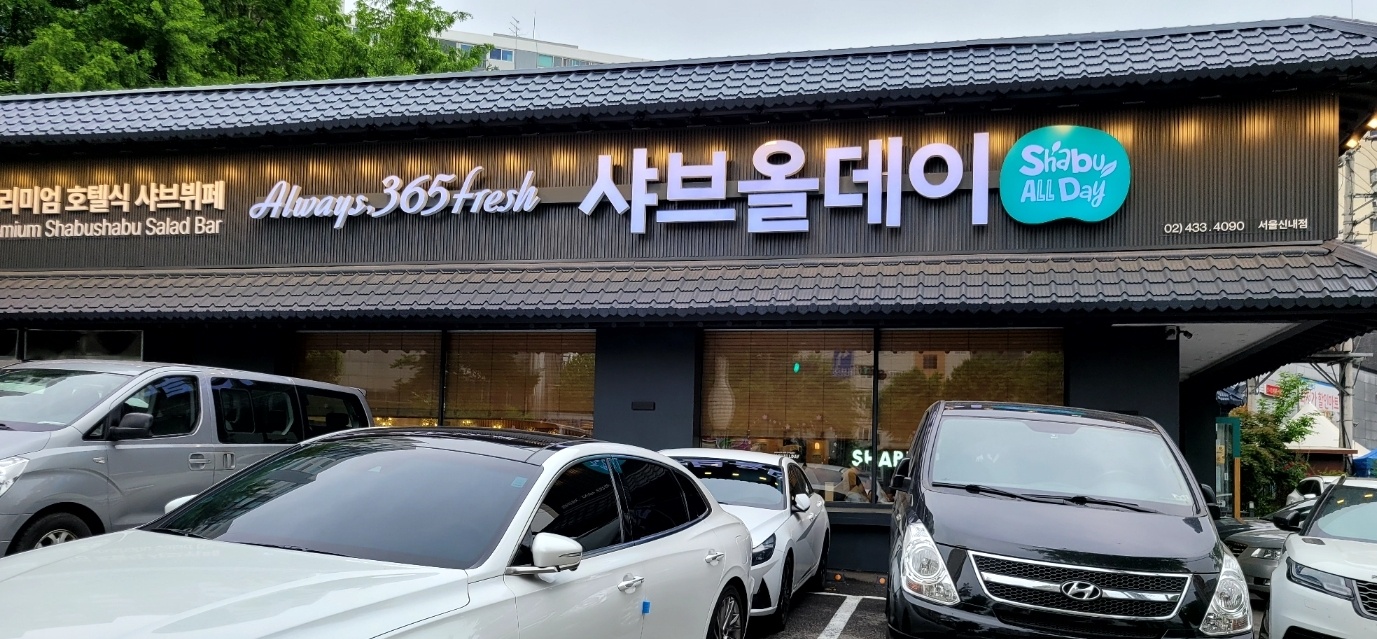 리미엄 호텔식 샤브뷔페
mium Shabushabu Salad Bar
Always.365 fresh
샤브올데이
Shabu
ALL Day
02) 433.4090 서울신내점
SHAB